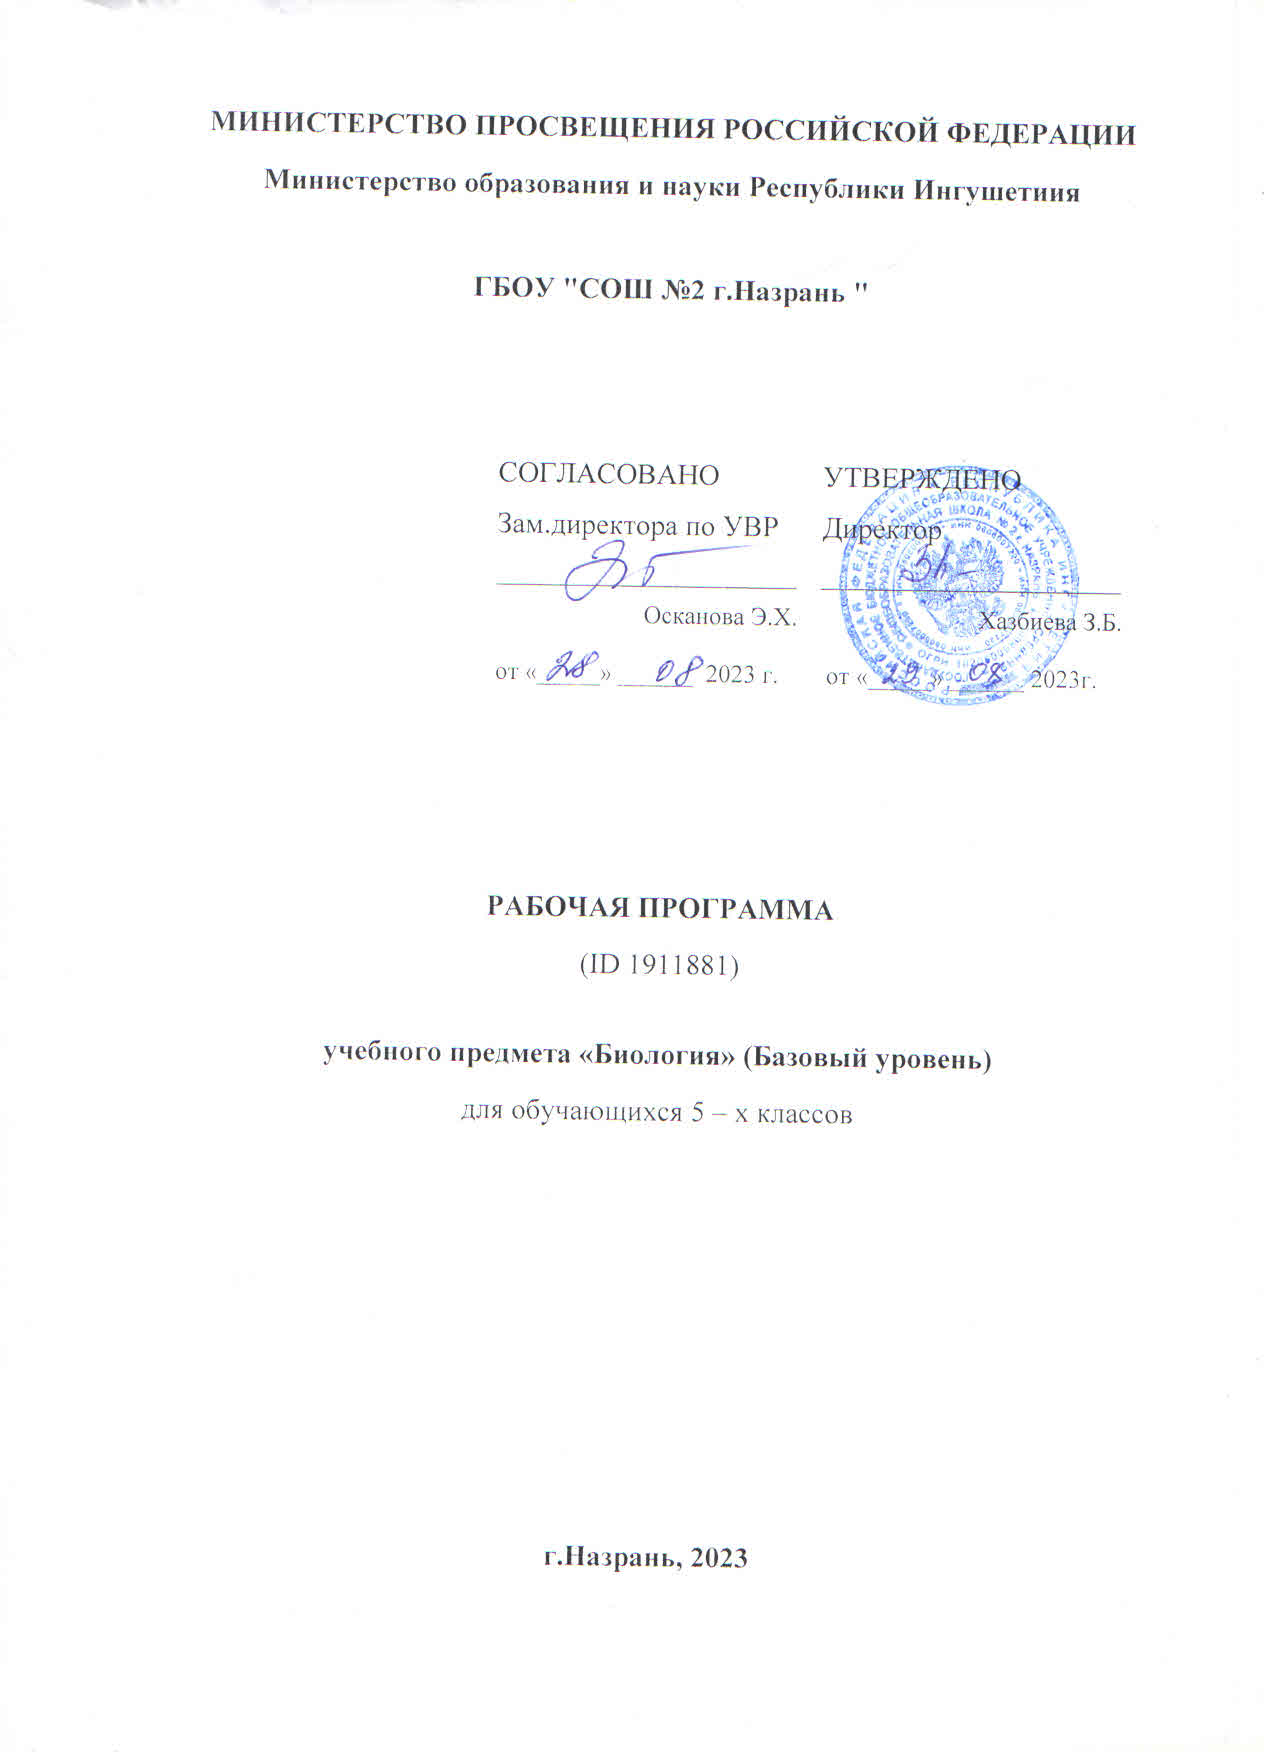 МИНИСТЕРСТВО ПРОСВЕЩЕНИЯ РОССИЙСКОЙ ФЕДЕРАЦИИ
Министерство образования и науки Республики Ингушетиия
ГБОУ "СОШ №2 г.Назрань "
СОГЛАСОВАНО
Зам.директора по УВР
Осканова Э.Х.
от «28» 08 2023 г.
УТВЕРЖДЕНО
Директор
Хазбиева З.Б.
от «29» 08 2023г.
РАБОЧАЯ ПРОГРАММА
(ID 1911881)
учебного предмета «Биология» (Базовый уровень)
для обучающихся 5 – х классов
г.Назрань, 2023